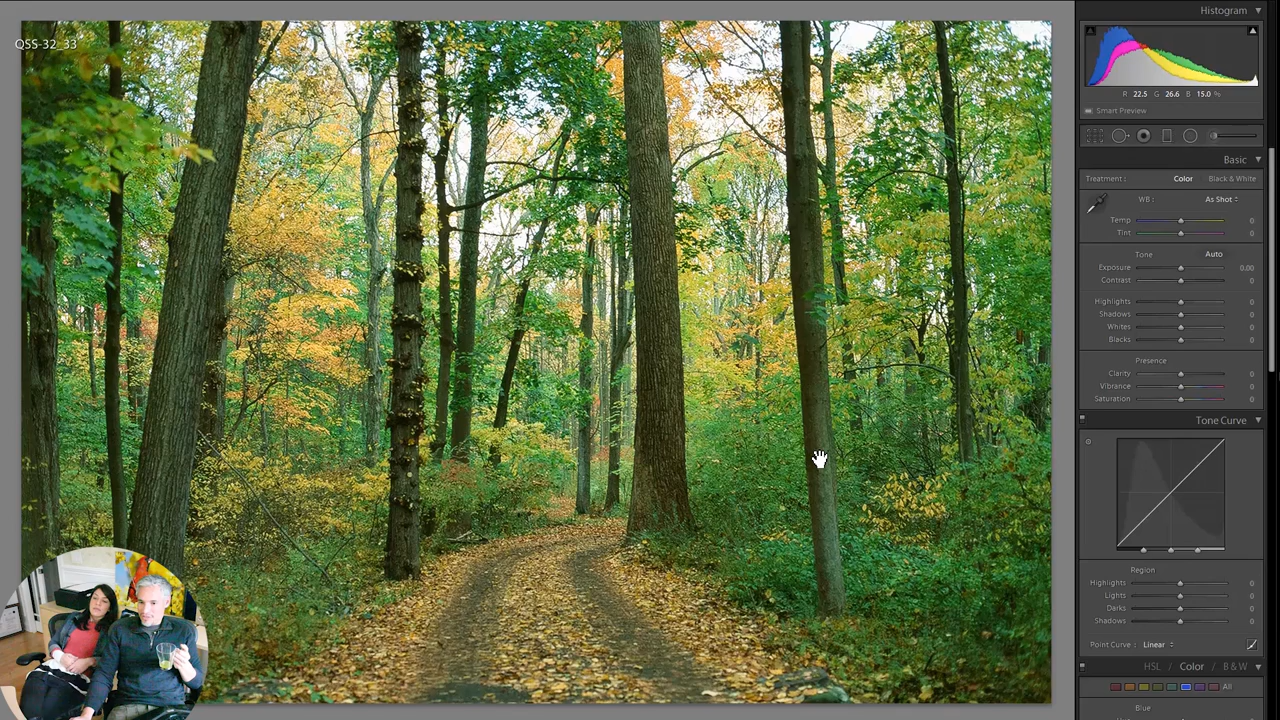 QSS-32_33
Histogram
R 22.5 G 26.6 B 15.0 %
Smart Preview
Basic
Treatment : Color Black & White
WB : As Shot
Temp 0
Tint 0
Tone Auto
Exposure 0.00
Contrast 0
Highlights 0
Shadows 0
Whites 0
Blacks 0
Presence
Clarity 0
Vibrance 0
Saturation 0
Tone Curve
Region
Highlights 0
Lights 0
Darks 0
Shadows 0
Point Curve : Linear
HSL / Color / B & W
All
Blue